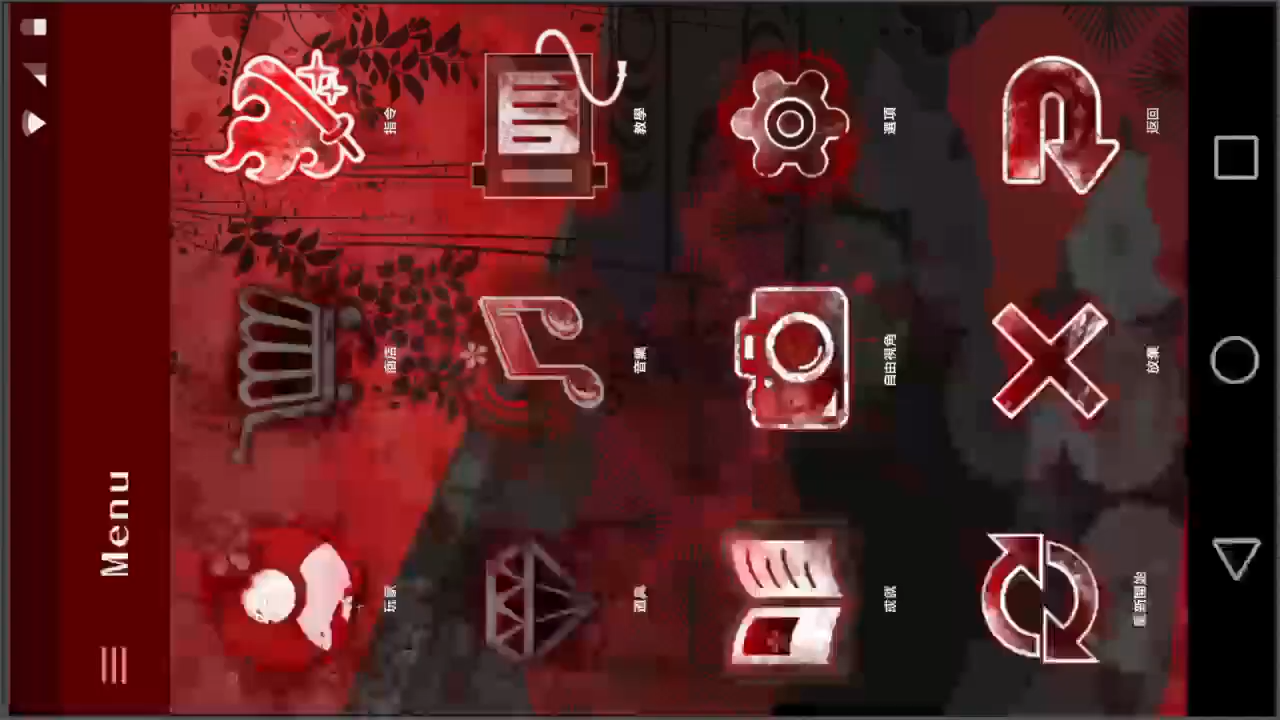 Menu
玩家
商店
指令
道具
音樂
教學
成就
自由視角
選項
重新開始
放棄
返回